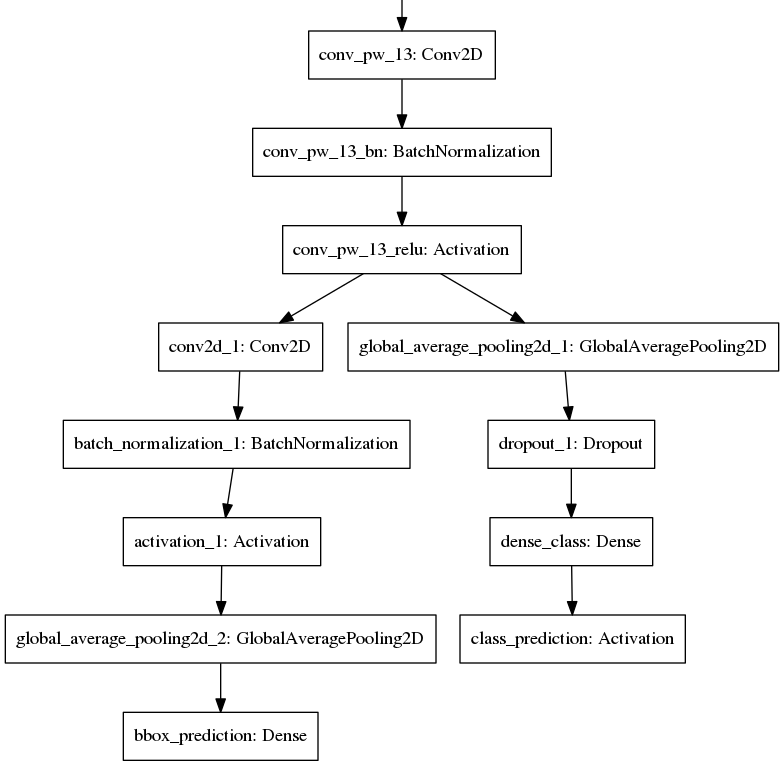 conv_pw_13: Conv2D
conv_pw_13_bn: BatchNormalization
conv_pw_13_relu: Activation
conv2d_1: Conv2D
global_average_pooling2d_1: GlobalAveragePooling2D
batch_normalization_1: BatchNormalization
dropout_1: Dropout
activation_1: Activation
dense_class: Dense
global_average_pooling2d_2: GlobalAveragePooling2D
class_prediction: Activation
bbox_prediction: Dense